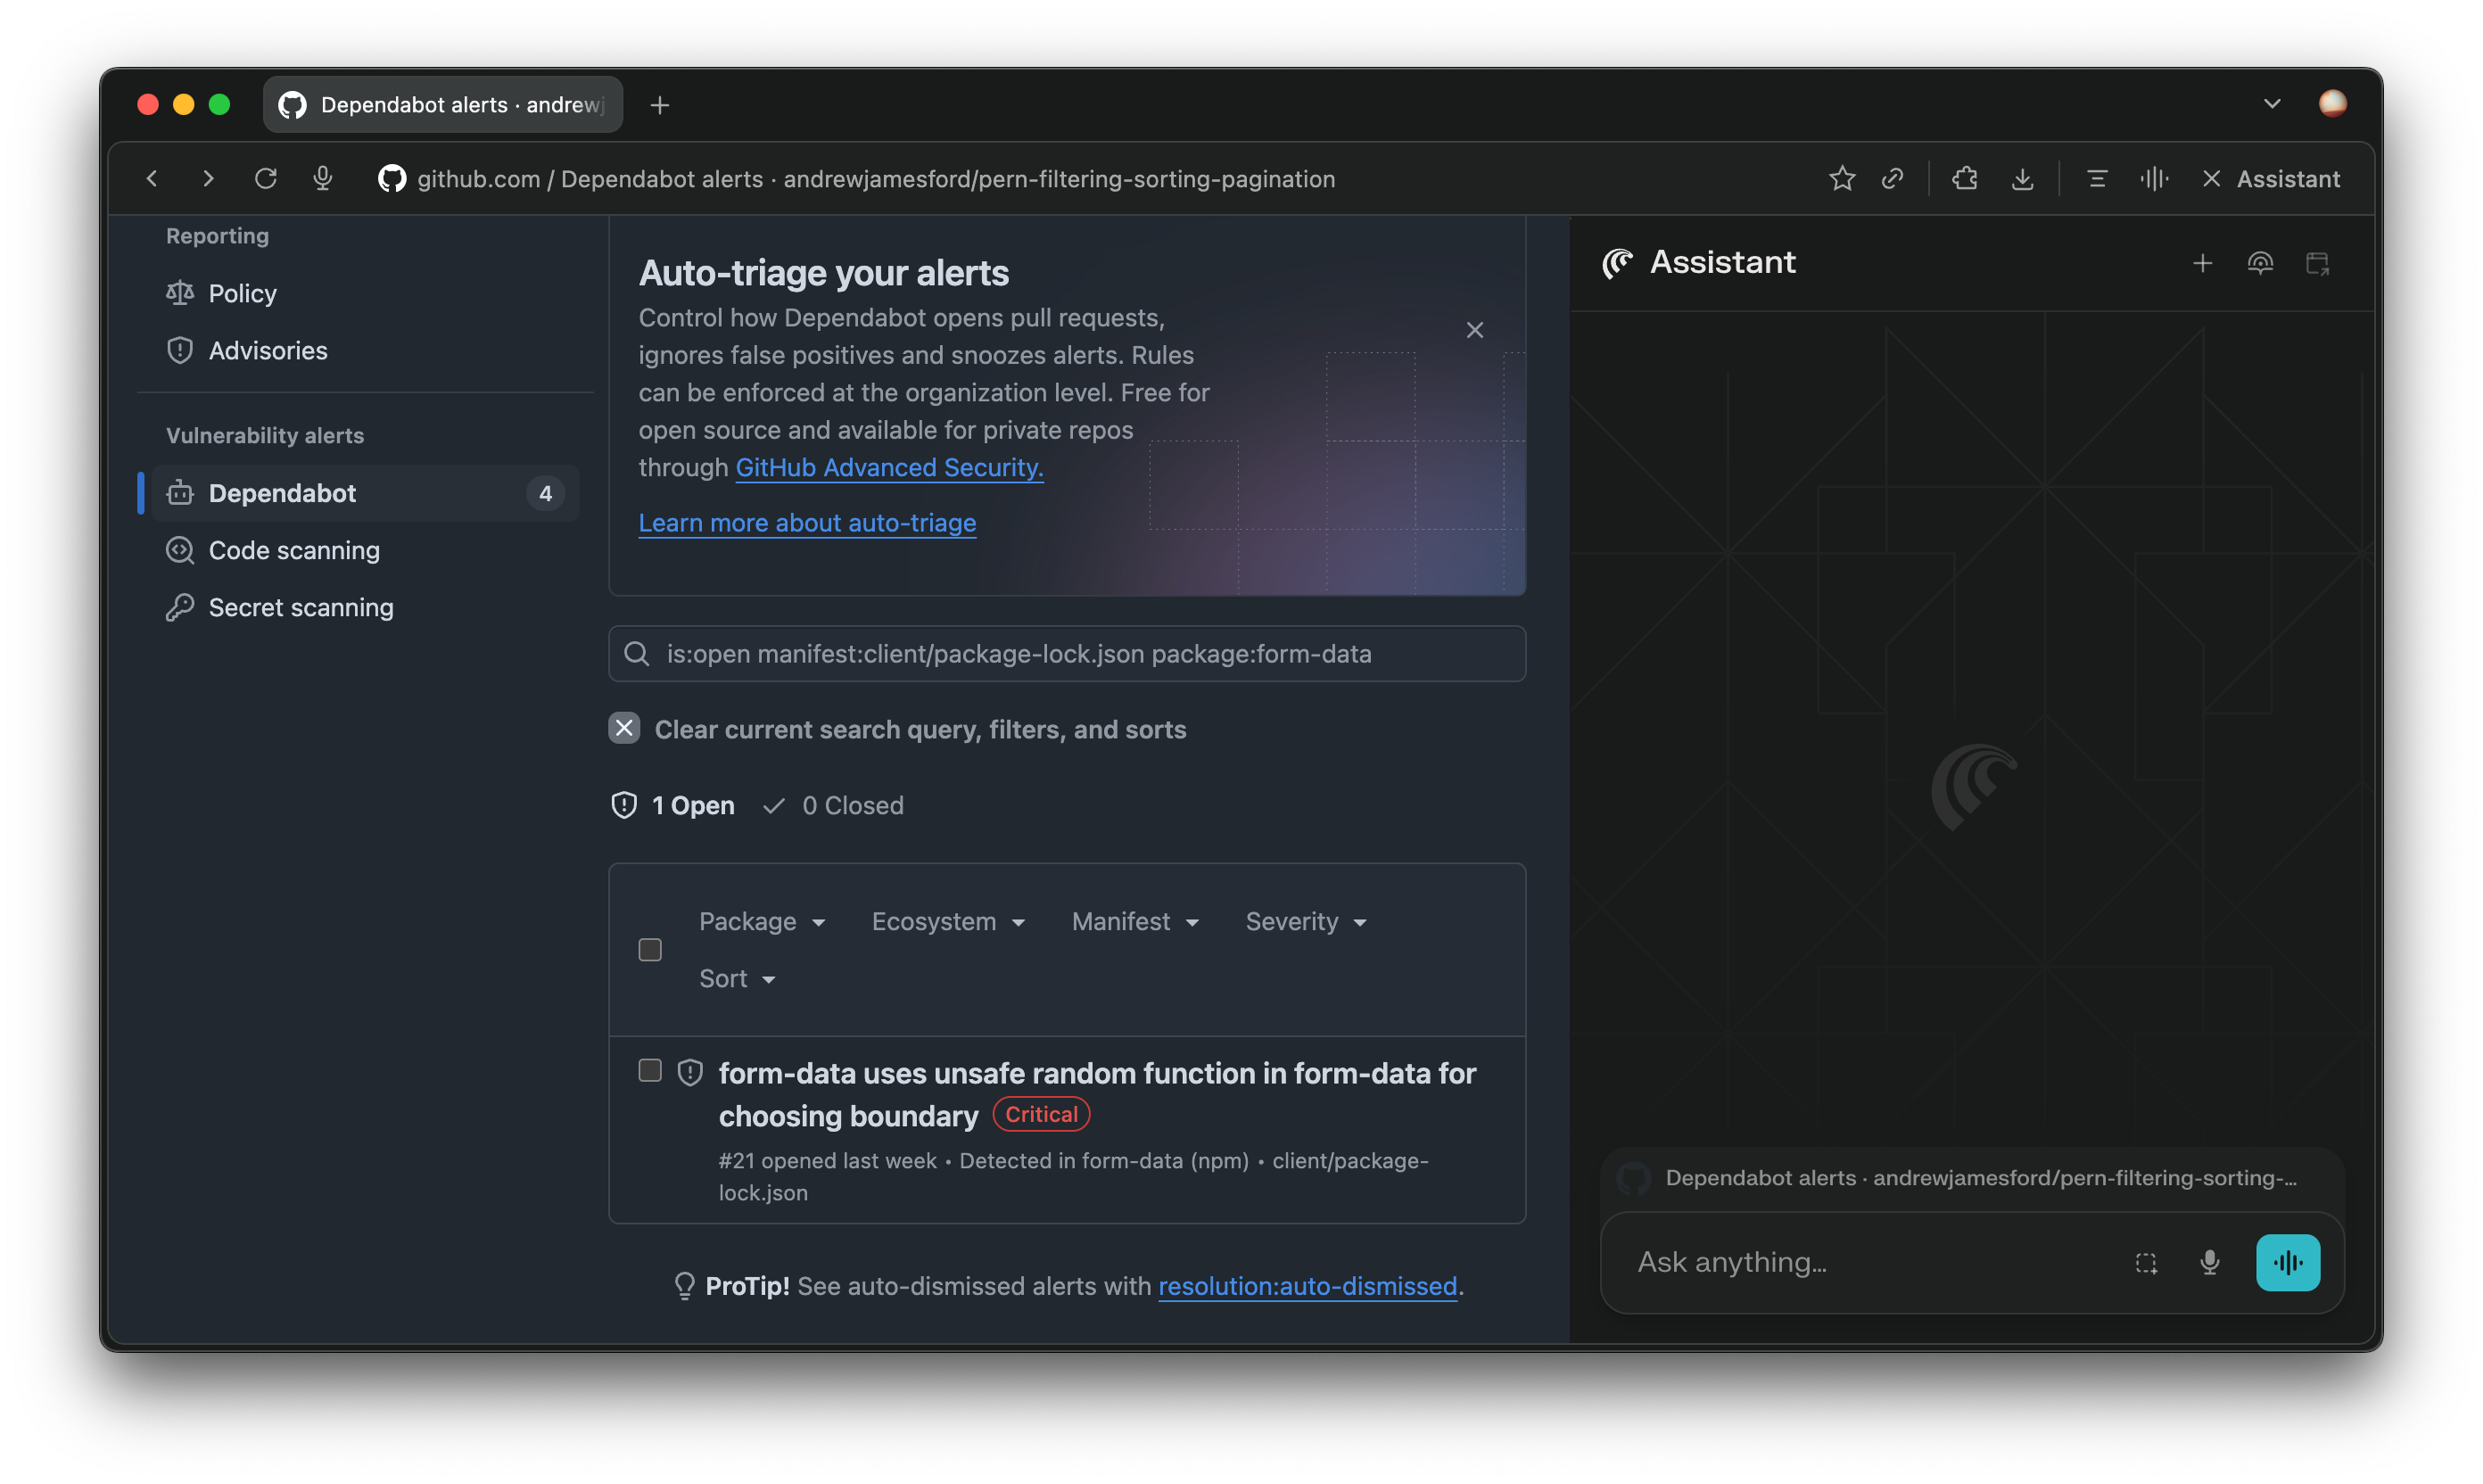 Dependabot alerts · andrewj
github.com / Dependabot alerts · andrewjamesford/pern-filtering-sorting-pagination
Assistant
Reporting
Policy
Advisories
Vulnerability alerts
Dependabot 4
Code scanning
Secret scanning
Auto-triage your alerts
Control how Dependabot opens pull requests,
ignores false positives and snoozes alerts. Rules
can be enforced at the organization level. Free for
open source and available for private repos
through GitHub Advanced Security.
Learn more about auto-triage
is:open manifest:client/package-lock.json package:form-data
Clear current search query, filters, and sorts
1 Open 0 Closed
Package Ecosystem Manifest Severity
Sort
form-data uses unsafe random function in form-data for
choosing boundary Critical
#21 opened last week • Detected in form-data (npm) • client/package-
lock.json
ProTip! See auto-dismissed alerts with resolution:auto-dismissed.
Assistant
Dependabot alerts · andrewjamesford/pern-filtering-sorting-...
Ask anything...